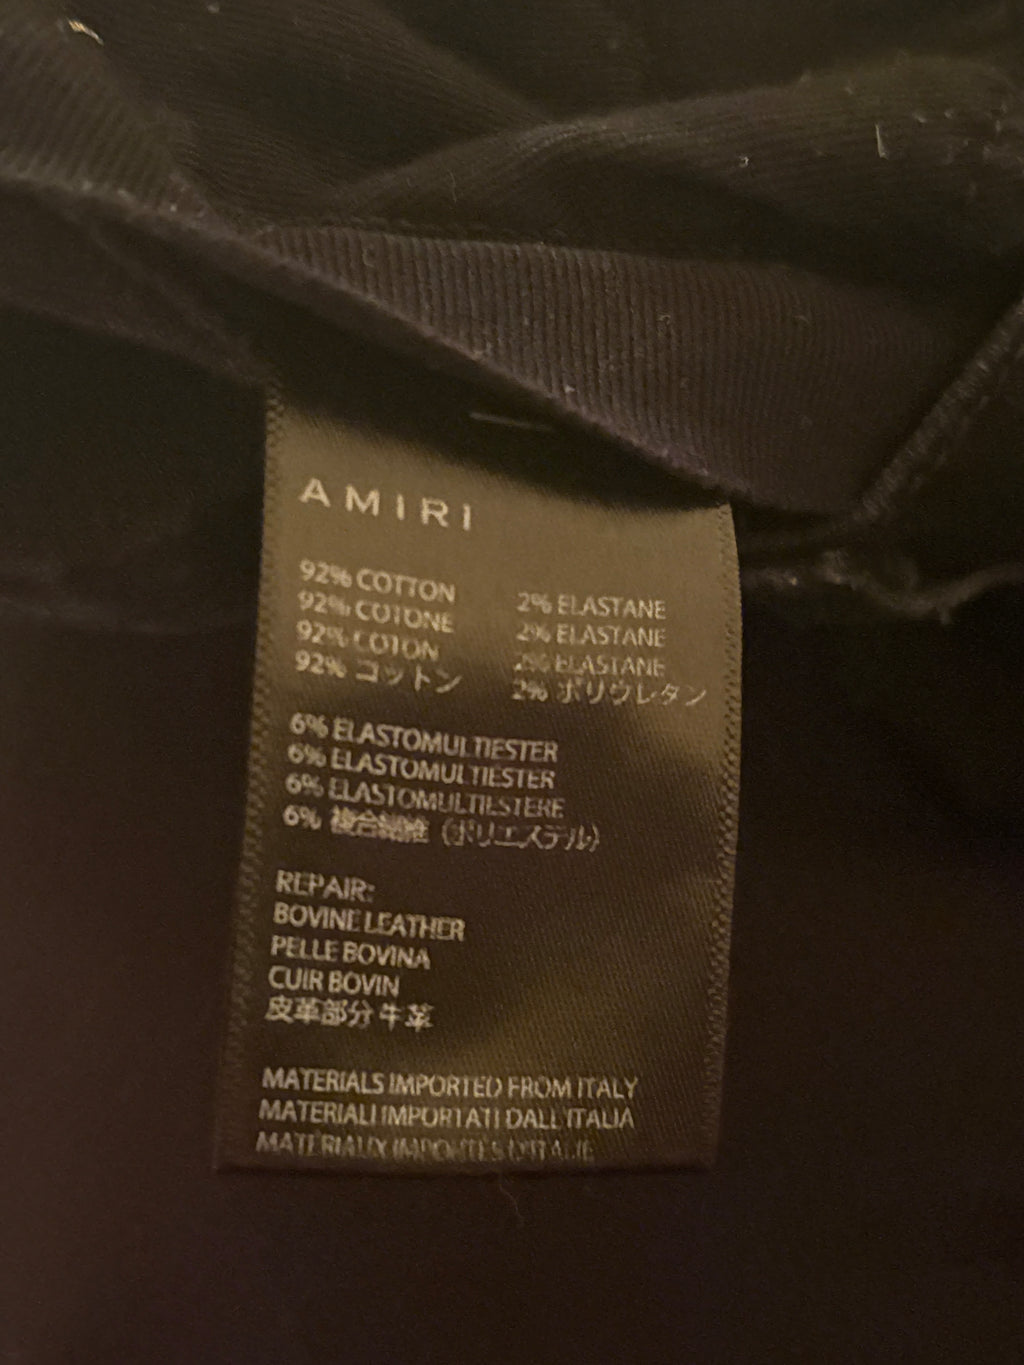 AMIRI
92% COTTON 2% ELASTANE
92% COTONE 2% ELASTANE
92% COTON 2% ELASTANE
92% コットン 2% ポリウレタン
6% ELASTOMULTIESTER
6% ELASTOMULTIESTER
6% ELASTOMULTIESTERE
6% 複合繊維 (ポリエステル)
REPAIR:
BOVINE LEATHER
PELLE BOVINA
CUIR BOVIN
皮革部分 牛革
MATERIALS IMPORTED FROM ITALY
MATERIALI IMPORTATI DALL'ITALIA
MATERIAUX IMPORTES D'ITALIE